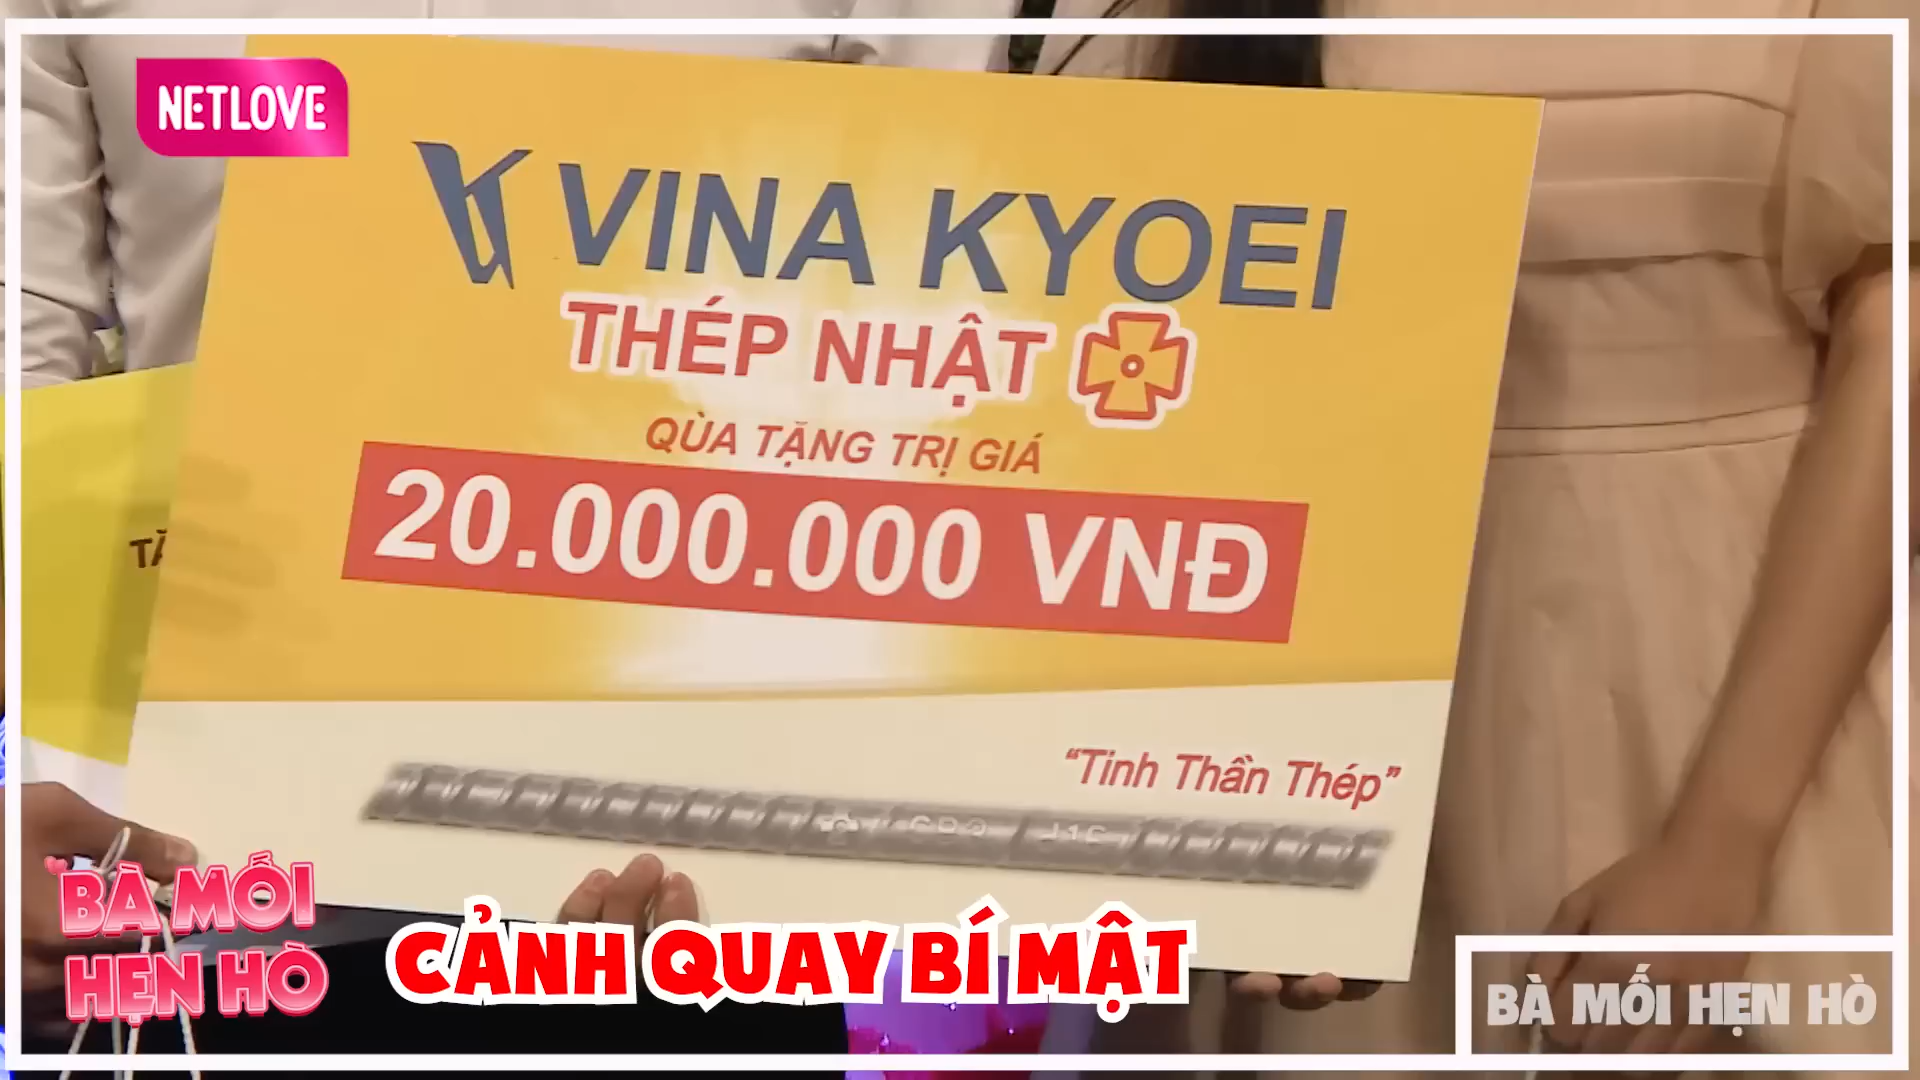 NETLOVE
VINA KYOEI
THÉP NHẬT
QÙA TẶNG TRỊ GIÁ
20.000.000 VNĐ
"Tinh Thần Thép"
BÀ MỐI
HẸN HÒ
CẢNH QUAY BÍ MẬT
BÀ MỐI HẸN HÒ